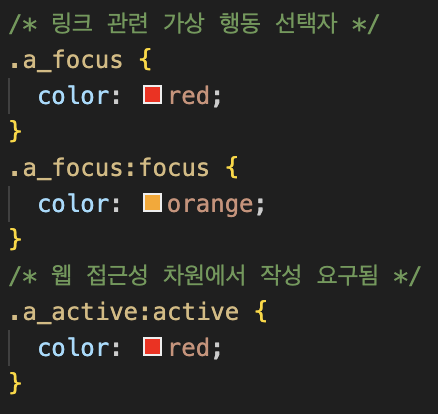 /* 링크 관련 가상 행동 선택자 */
.a_focus {
  color: red;
}
.a_focus:focus {
  color: orange;
}
/* 웹 접근성 차원에서 작성 요구됨 */
.a_active:active {
  color: red;
}